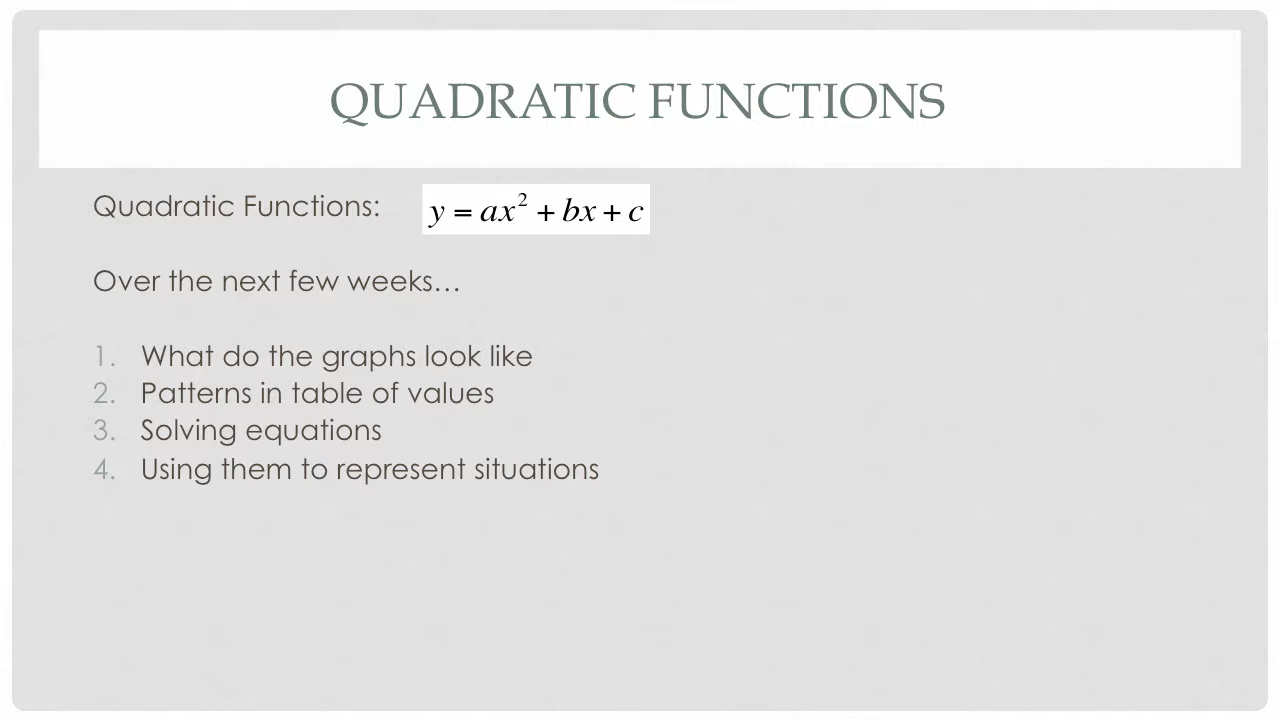 QUADRATIC FUNCTIONS
Quadratic Functions: y = ax² + bx + c
Over the next few weeks…
1. What do the graphs look like
2. Patterns in table of values
3. Solving equations
4. Using them to represent situations